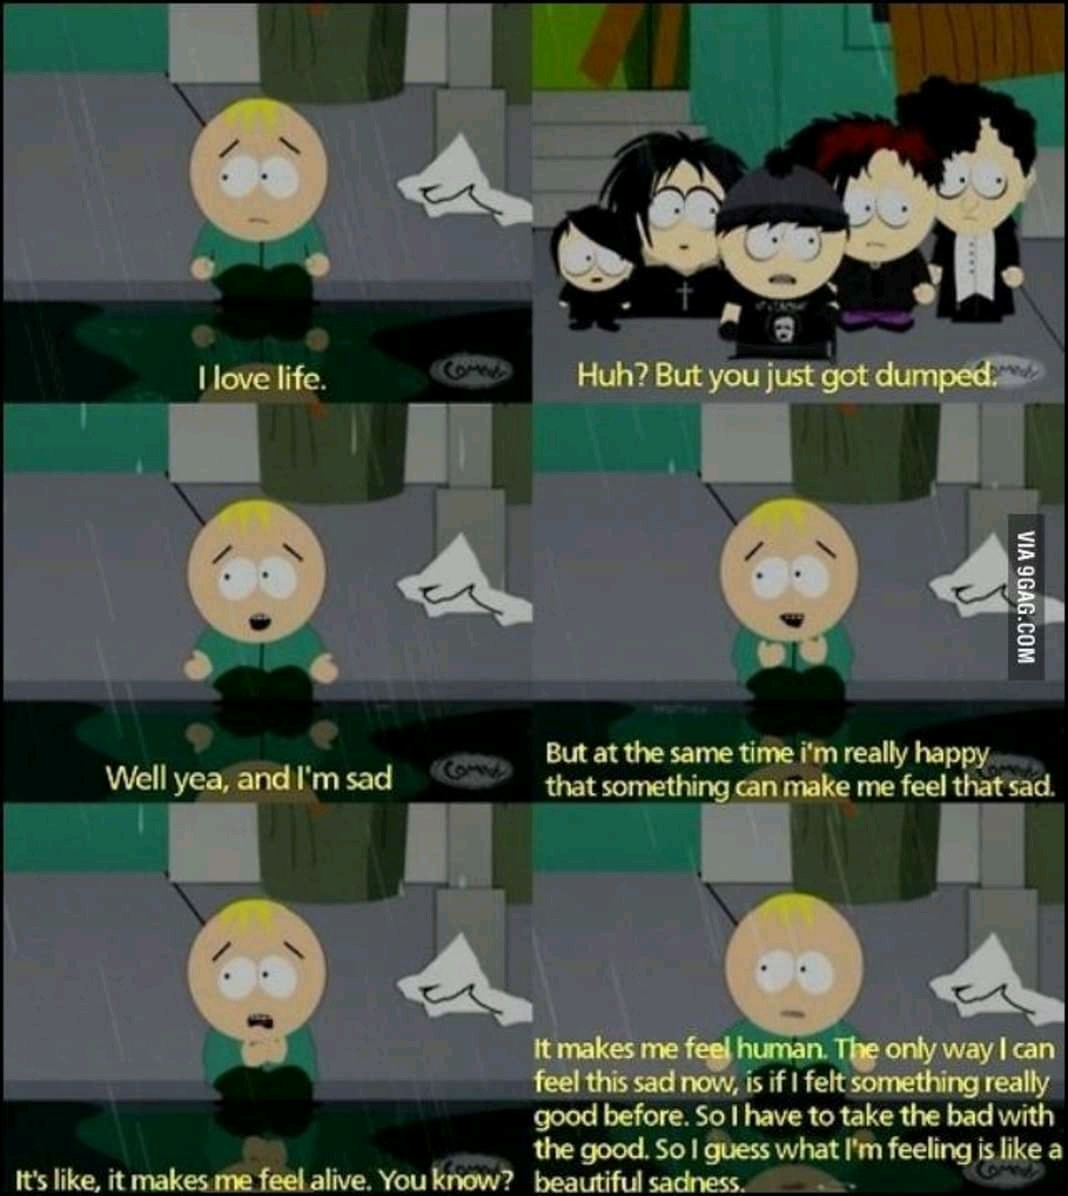 I love life.
Comedy
Huh? But you just got dumped.
Well yea, and I'm sad
Comedy
But at the same time i'm really happy
that something can make me feel that sad.
VIA 9GAG.COM
It's like, it makes me feel alive. You know?
It makes me feel human. The only way I can
feel this sad now, is if I felt something really
good before. So I have to take the bad with
the good. So I guess what I'm feeling is like a
beautiful sadness.